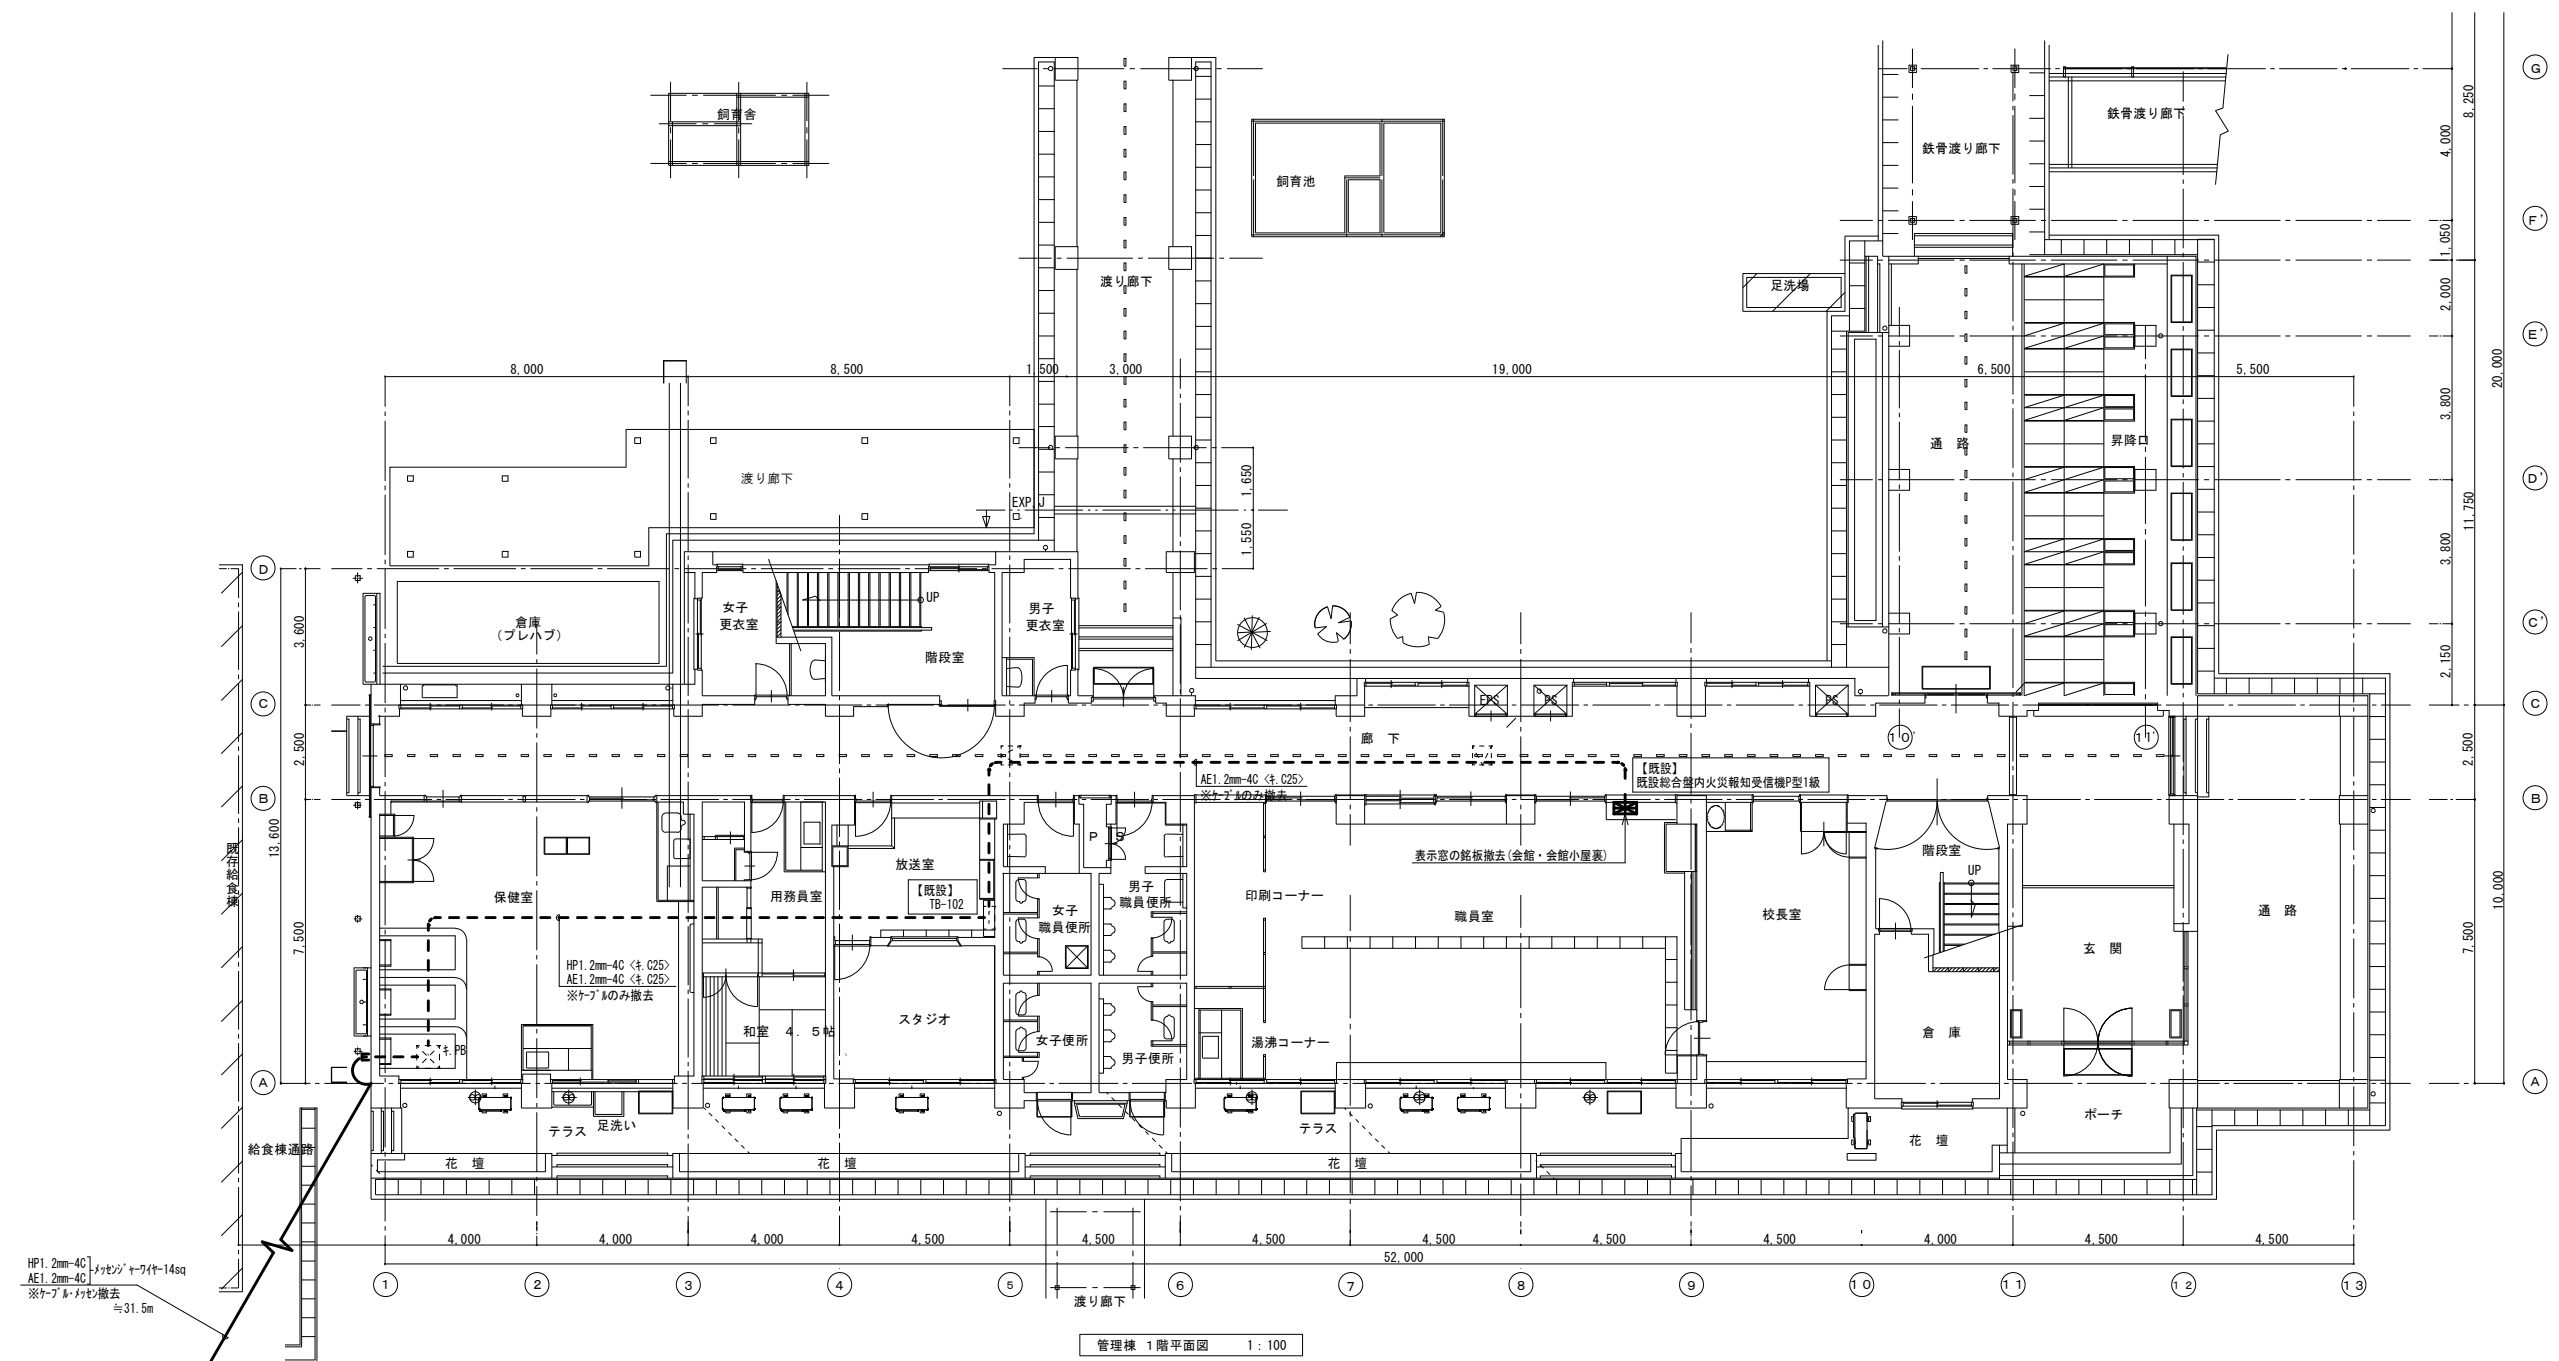 G
8,250
鉄骨渡り廊下
飼育舎
4,000
鉄骨渡り廊下
飼育池
F'
1,050
渡り廊下
足洗場
2,000
E'
8,000
8,500
1,500
3,000
19,000
6,500
5,500
20,000
3,800
通 路
昇降口
渡り廊下
1,650
D'
EXP.J
11,750
1,550
3,800
D
UP
女子
更衣室
男子
更衣室
倉庫
(プレハブ)
3,600
C'
階段室
2,150
C
EPS
PS
PS
C
廊 下
10'
11'
2,500
2,500
AE1.2mm-4C <ｷ.C25>
※ｹｰﾌﾞﾙのみ撤去
【既設】
既設総合盤内火災報知受信機P型1級
B
B
13,600
P S
既存給食棟
放送室
表示窓の銘板撤去(会館・会館小屋裏)
階段室
UP
保健室
用務員室
【既設】
TB-102
男子
職員便所
印刷コーナー
女子
職員便所
職員室
校長室
通 路
10,000
7,500
7,500
玄 関
HP1.2mm-4C <ｷ.C25>
AE1.2mm-4C <ｷ.C25>
※ｹｰﾌﾞﾙのみ撤去
和室 4.5帖
スタジオ
女子便所
男子便所
湯沸コーナー
倉 庫
ｷ.PB
A
A
給食棟通路
テラス
足洗い
テラス
ポーチ
花 壇
花 壇
花 壇
花 壇
4,000
4,000
4,000
4,500
4,500
4,500
4,500
4,500
4,500
4,000
4,500
4,500
52,000
1
2
3
4
5
6
7
8
9
10
11
12
13
HP1.2mm-4C
AE1.2mm-4C
ﾒｯｾﾝｼﾞｬｰﾜｲﾔｰ14sq
※ｹｰﾌﾞﾙ･ﾒｯｾﾝ撤去
≒31.5m
渡り廊下
管理棟 1階平面図 1:100